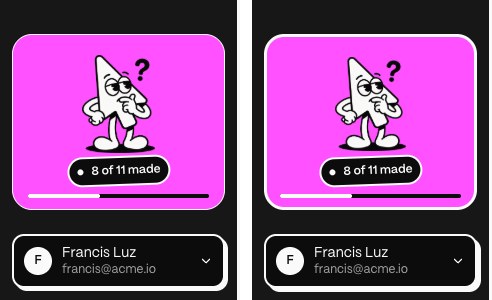 ?
8 of 11 made
F
Francis Luz
francis@acme.io
?
8 of 11 made
F
Francis Luz
francis@acme.io